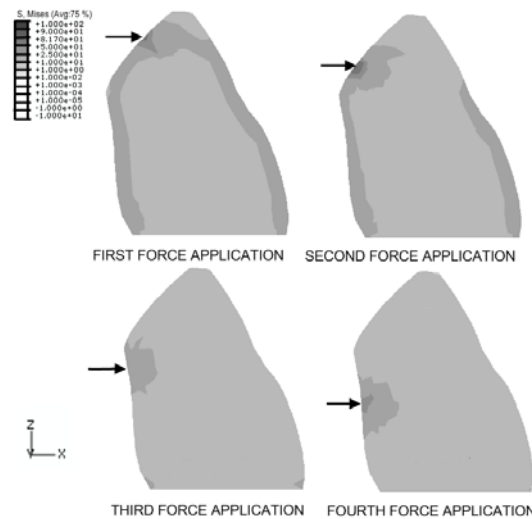 S, Mises (Avg:75 %)
+1.000e+02
+9.000e+01
+8.170e+01
+5.000e+01
+2.500e+01
+1.000e+01
+1.000e+00
+1.000e-02
+1.000e-03
+1.000e-04
+1.000e-05
-1.000e+00
-1.000e+01
FIRST FORCE APPLICATION
SECOND FORCE APPLICATION
Z
Y
X
THIRD FORCE APPLICATION
FOURTH FORCE APPLICATION